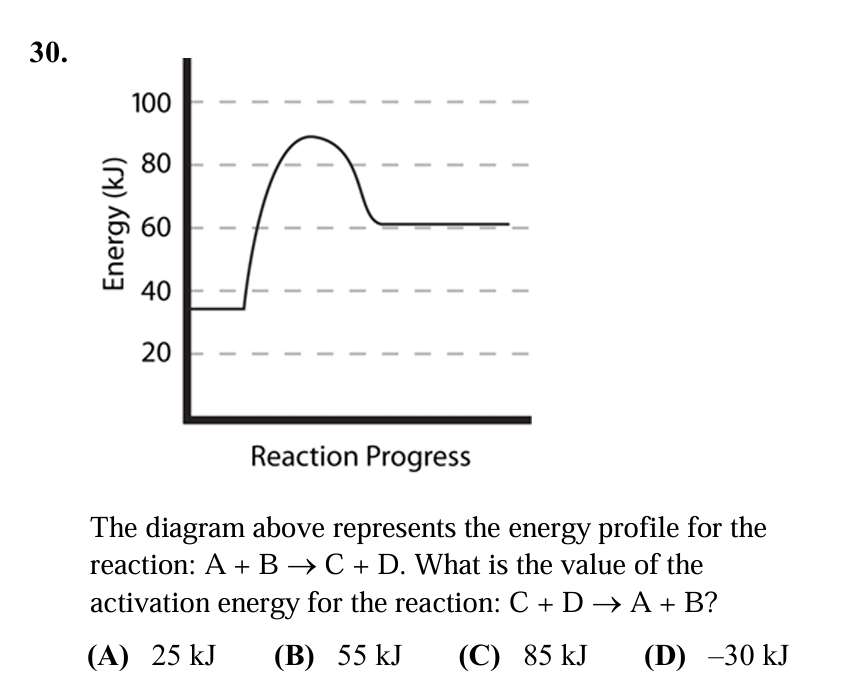 30.
100
80
60
40
20
Energy (kJ)
Reaction Progress
The diagram above represents the energy profile for the
reaction: A + B → C + D. What is the value of the
activation energy for the reaction: C + D → A + B?
(A) 25 kJ (B) 55 kJ (C) 85 kJ (D) –30 kJ